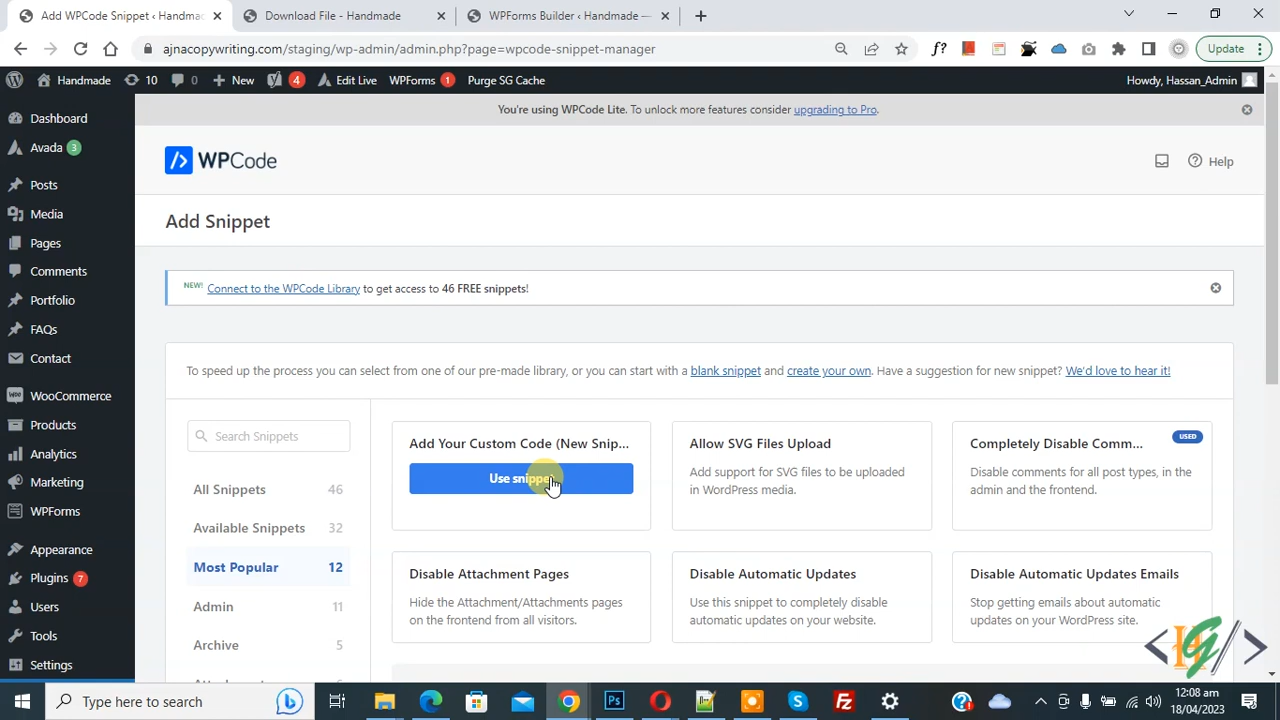 Add WPCode Snippet ‹ Handmac
Download File - Handmade
WPForms Builder ‹ Handmade —
ajnacopywriting.com/staging/wp-admin/admin.php?page=wpcode-snippet-manager
f?
Update
Handmade
10
0
New
4
Edit Live
WPForms 1
Purge SG Cache
Howdy, Hassan_Admin
You're using WPCode Lite. To unlock more features consider upgrading to Pro.
Dashboard
Avada 3
Posts
Media
Pages
Comments
Portfolio
FAQs
Contact
WooCommerce
Products
Analytics
Marketing
WPForms
Appearance
Plugins 7
Users
Tools
Settings
WPCode
Help
Add Snippet
NEW! Connect to the WPCode Library to get access to 46 FREE snippets!
To speed up the process you can select from one of our pre-made library, or you can start with a blank snippet and create your own. Have a suggestion for new snippet? We'd love to hear it!
Search Snippets
All Snippets 46
Available Snippets 32
Most Popular 12
Admin 11
Archive 5
Add Your Custom Code (New Snip...
Use snippet
Allow SVG Files Upload
Add support for SVG files to be uploaded
in WordPress media.
Completely Disable Comm...
USED
Disable comments for all post types, in the
admin and the frontend.
Disable Attachment Pages
Hide the Attachment/Attachments pages
on the frontend from all visitors.
Disable Automatic Updates
Use this snippet to completely disable
automatic updates on your website.
Disable Automatic Updates Emails
Stop getting emails about automatic
updates on your WordPress site.
Type here to search
12:08 am
18/04/2023